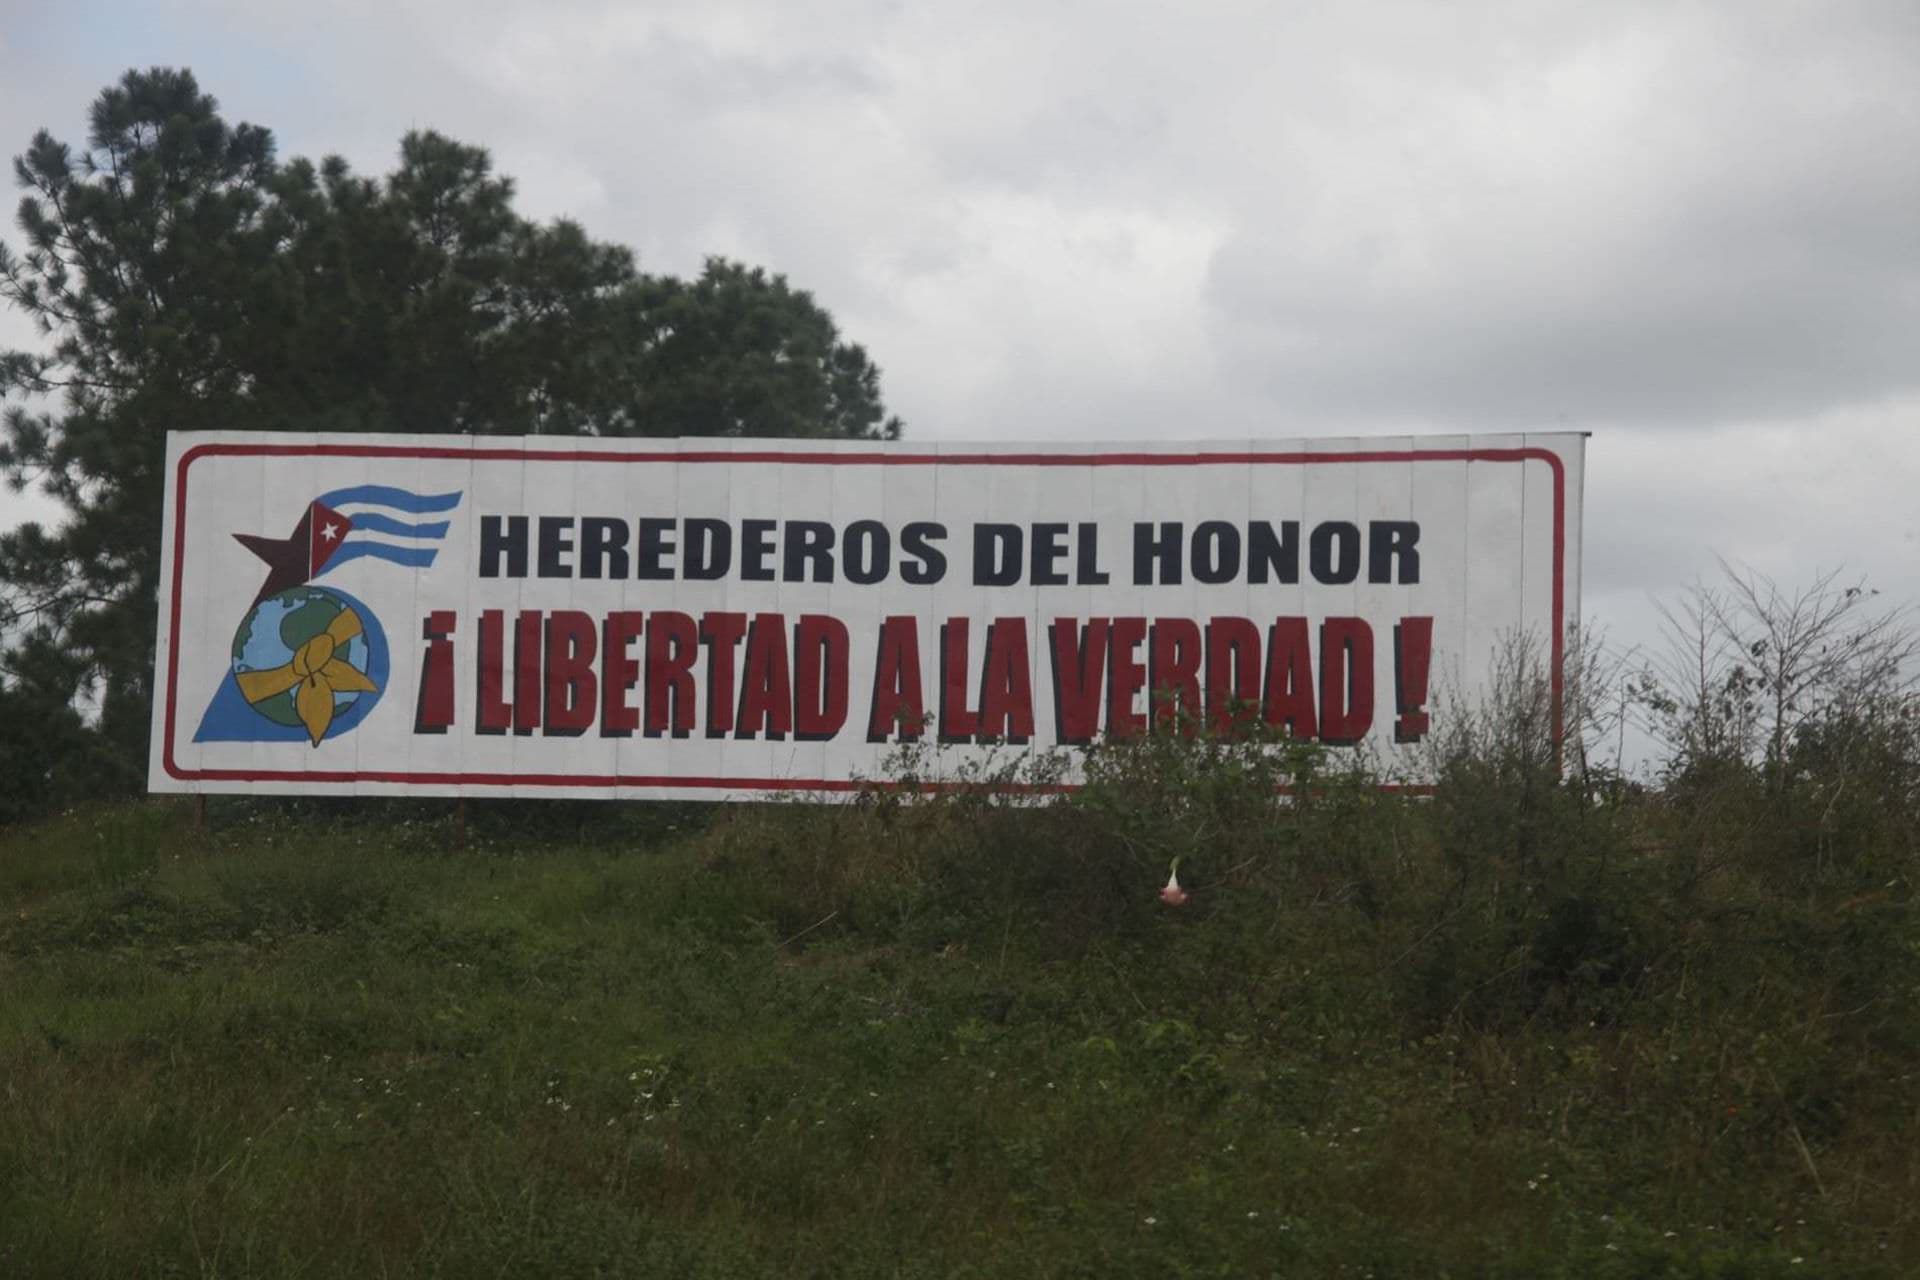 HEREDEROS DEL HONOR
¡LIBERTAD A LA VERDAD!